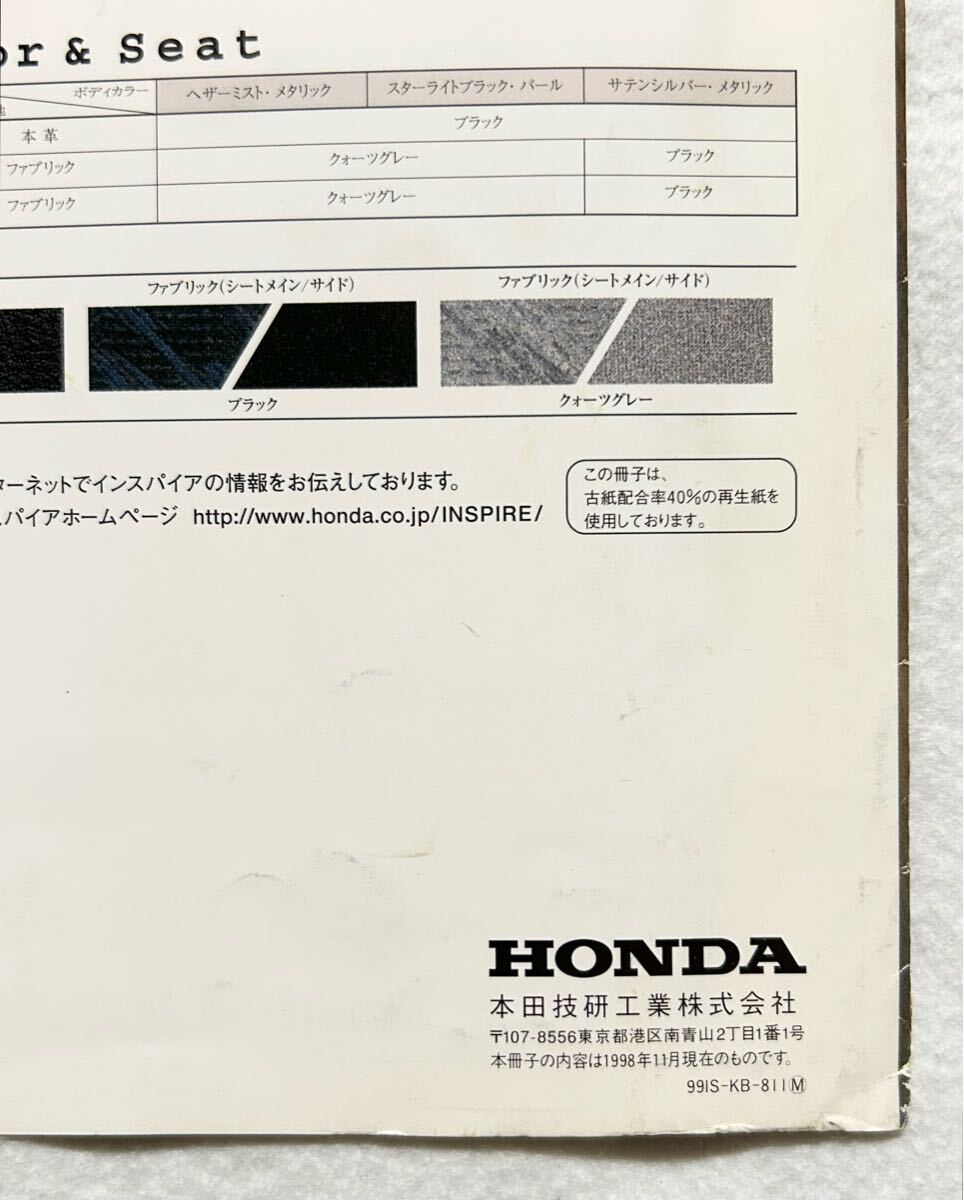 or & Seat
ボディカラー ヘザーミスト・メタリック スターライトブラック・パール サテンシルバー・メタリック
地
本革 ブラック
ファブリック クォーツグレー ブラック
ファブリック クォーツグレー ブラック
ファブリック(シートメイン/サイド) ファブリック(シートメイン/サイド)
ブラック クォーツグレー
ターネットでインスパイアの情報をお伝えしております。
スパイアホームページ http://www.honda.co.jp/INSPIRE/
この冊子は、
古紙配合率40%の再生紙を
使用しております。
HONDA
本田技研工業株式会社
〒107-8556東京都港区南青山2丁目1番1号
本冊子の内容は1998年11月現在のものです。
99IS-KB-811Ⓜ